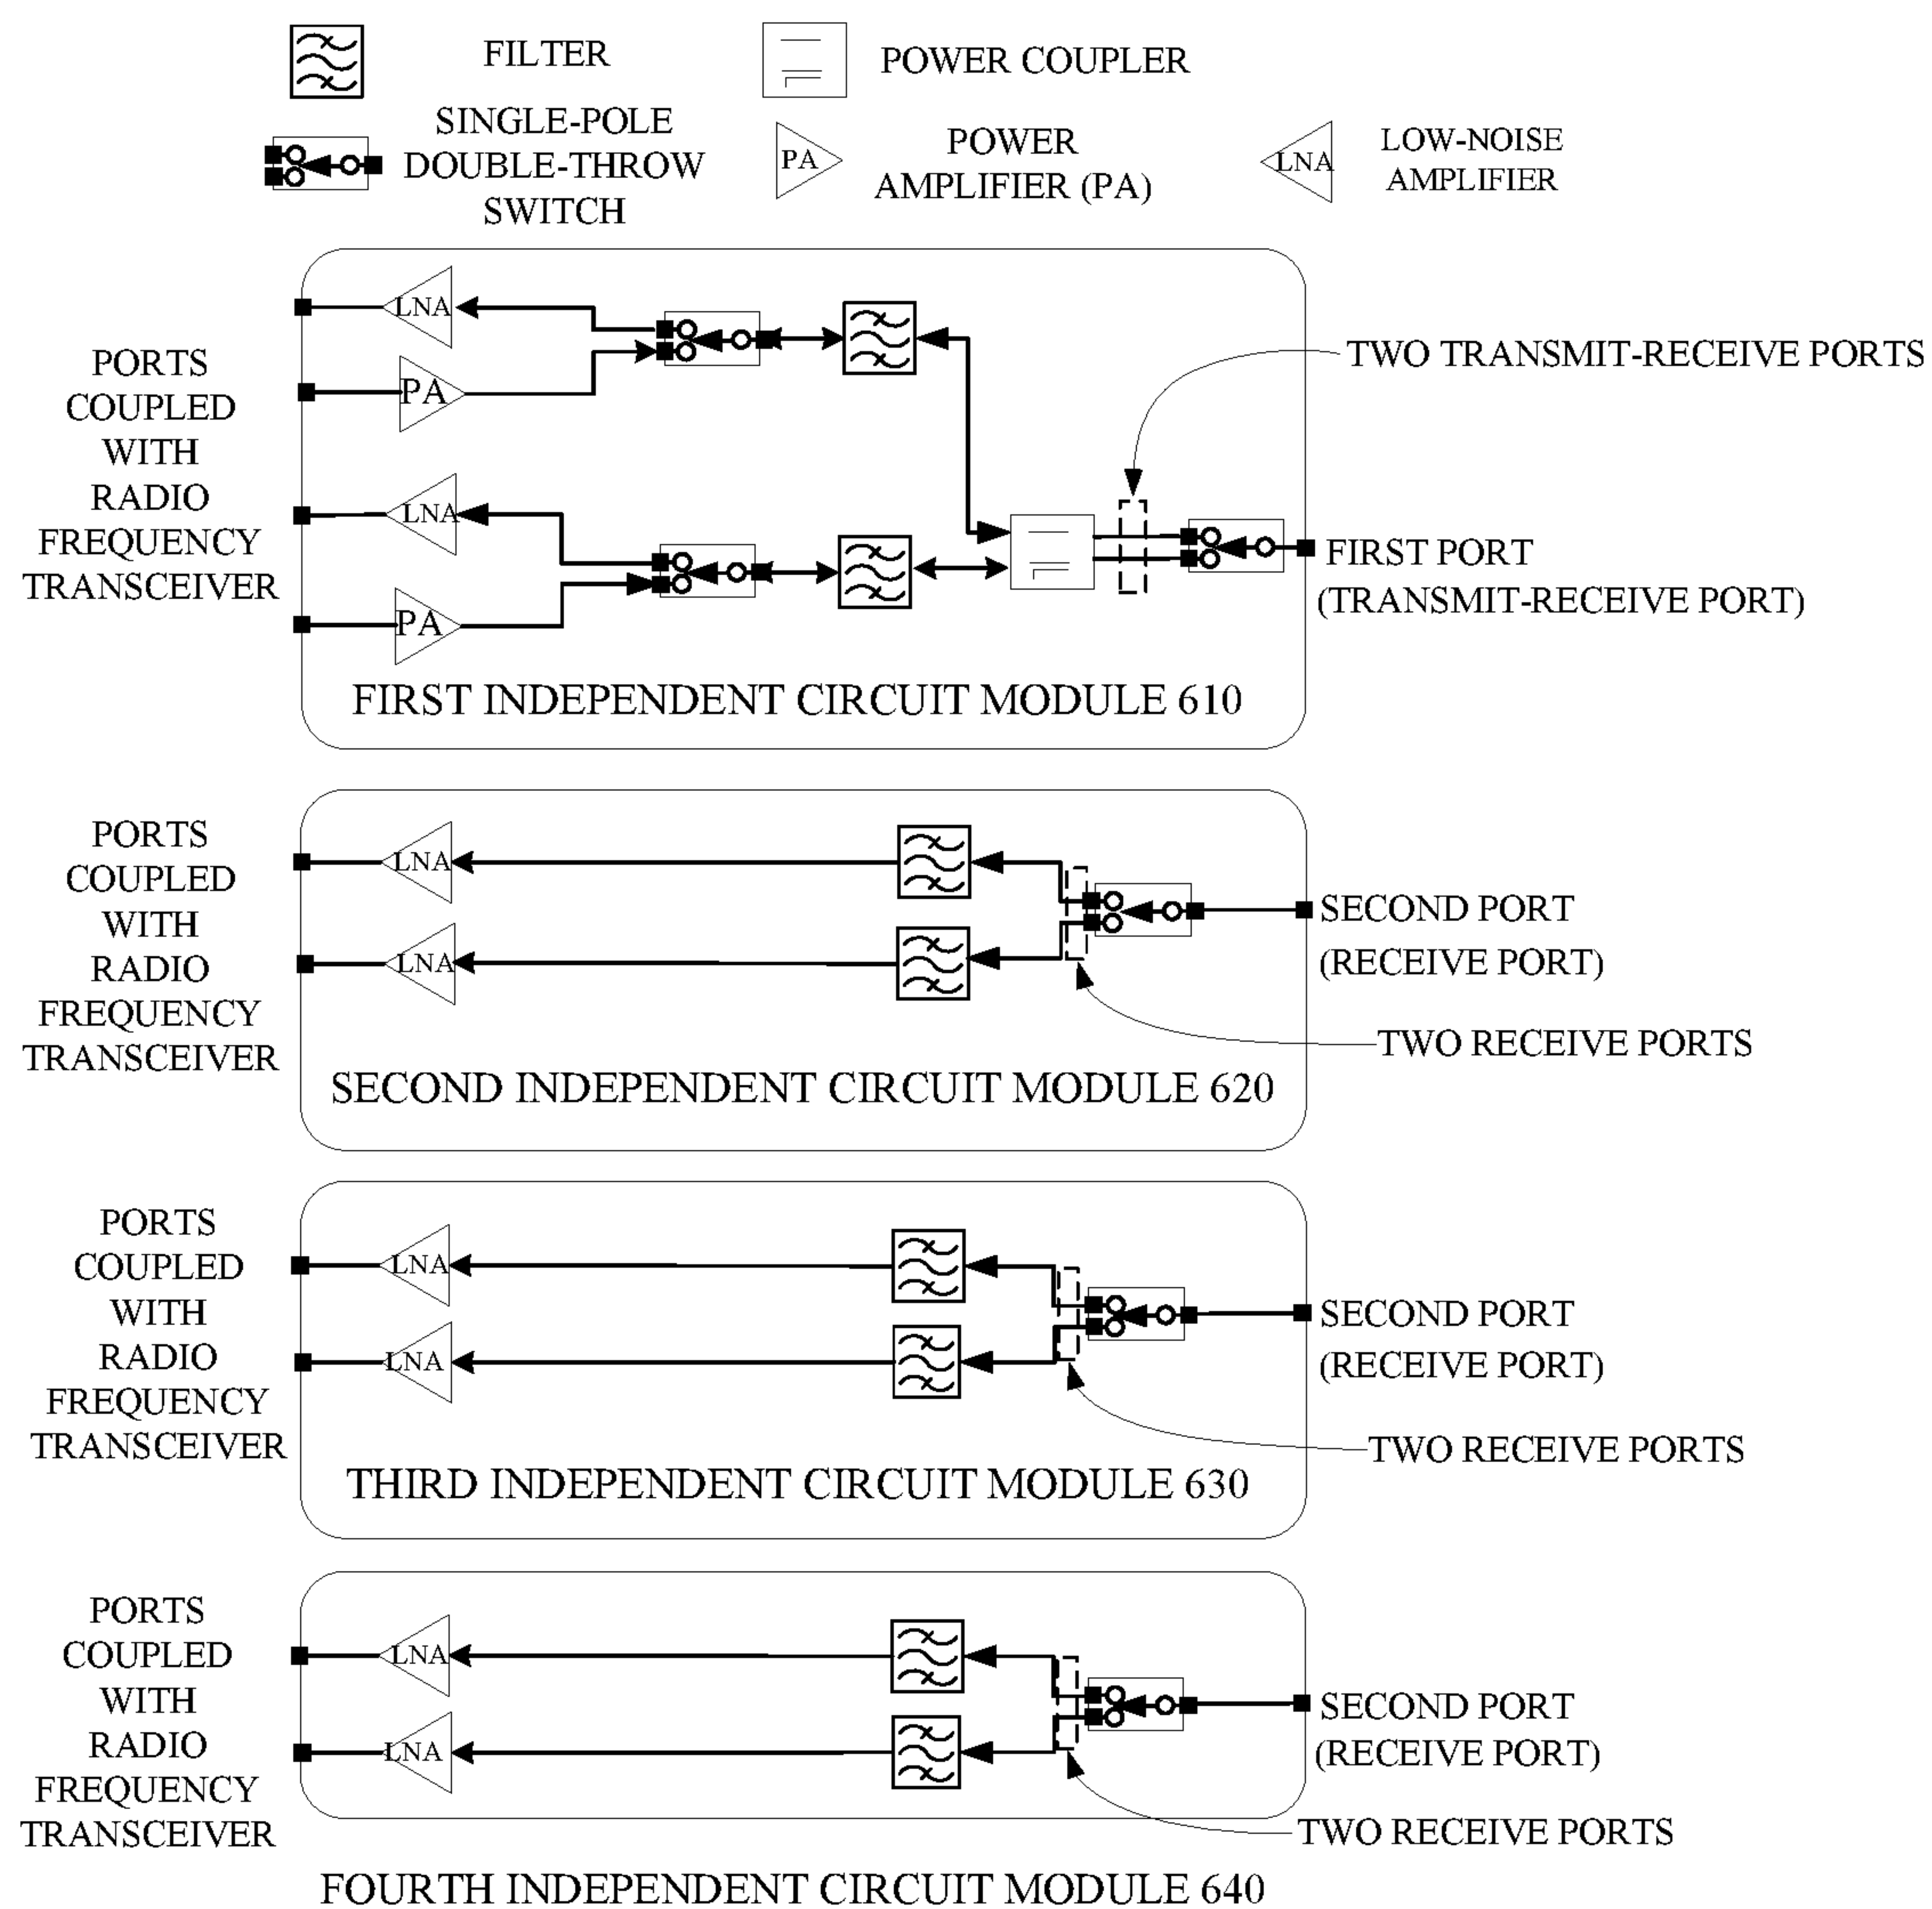 FILTER
POWER COUPLER
SINGLE-POLE
DOUBLE-THROW
SWITCH
PA
POWER
AMPLIFIER (PA)
LNA
LOW-NOISE
AMPLIFIER
PORTS
COUPLED
WITH
RADIO
FREQUENCY
TRANSCEIVER
LNA
PA
LNA
PA
TWO TRANSMIT-RECEIVE PORTS
FIRST PORT
(TRANSMIT-RECEIVE PORT)
FIRST INDEPENDENT CIRCUIT MODULE 610
PORTS
COUPLED
WITH
RADIO
FREQUENCY
TRANSCEIVER
LNA
LNA
SECOND PORT
(RECEIVE PORT)
TWO RECEIVE PORTS
SECOND INDEPENDENT CIRCUIT MODULE 620
PORTS
COUPLED
WITH
RADIO
FREQUENCY
TRANSCEIVER
LNA
LNA
SECOND PORT
(RECEIVE PORT)
TWO RECEIVE PORTS
THIRD INDEPENDENT CIRCUIT MODULE 630
PORTS
COUPLED
WITH
RADIO
FREQUENCY
TRANSCEIVER
LNA
LNA
SECOND PORT
(RECEIVE PORT)
TWO RECEIVE PORTS
FOURTH INDEPENDENT CIRCUIT MODULE 640